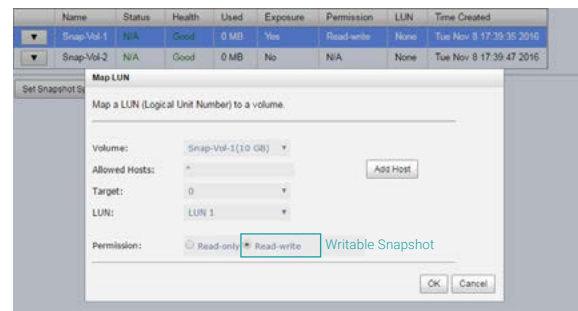 Name Status Health Used Exposure Permission LUN Time Created
Snap-Vol-1 N/A Good 0 MB Yes Read-write None Tue Nov 8 17:39:35 2016
Snap-Vol-2 N/A Good 0 MB No N/A None Tue Nov 8 17:39:47 2016
Set Snapshot
Map LUN
Map a LUN (Logical Unit Number) to a volume.
Volume: Snap-Vol-1(10 GB)
Allowed Hosts: * Add Host
Target: 0
LUN: LUN 1
Permission: Read-only Read-write Writable Snapshot
OK Cancel